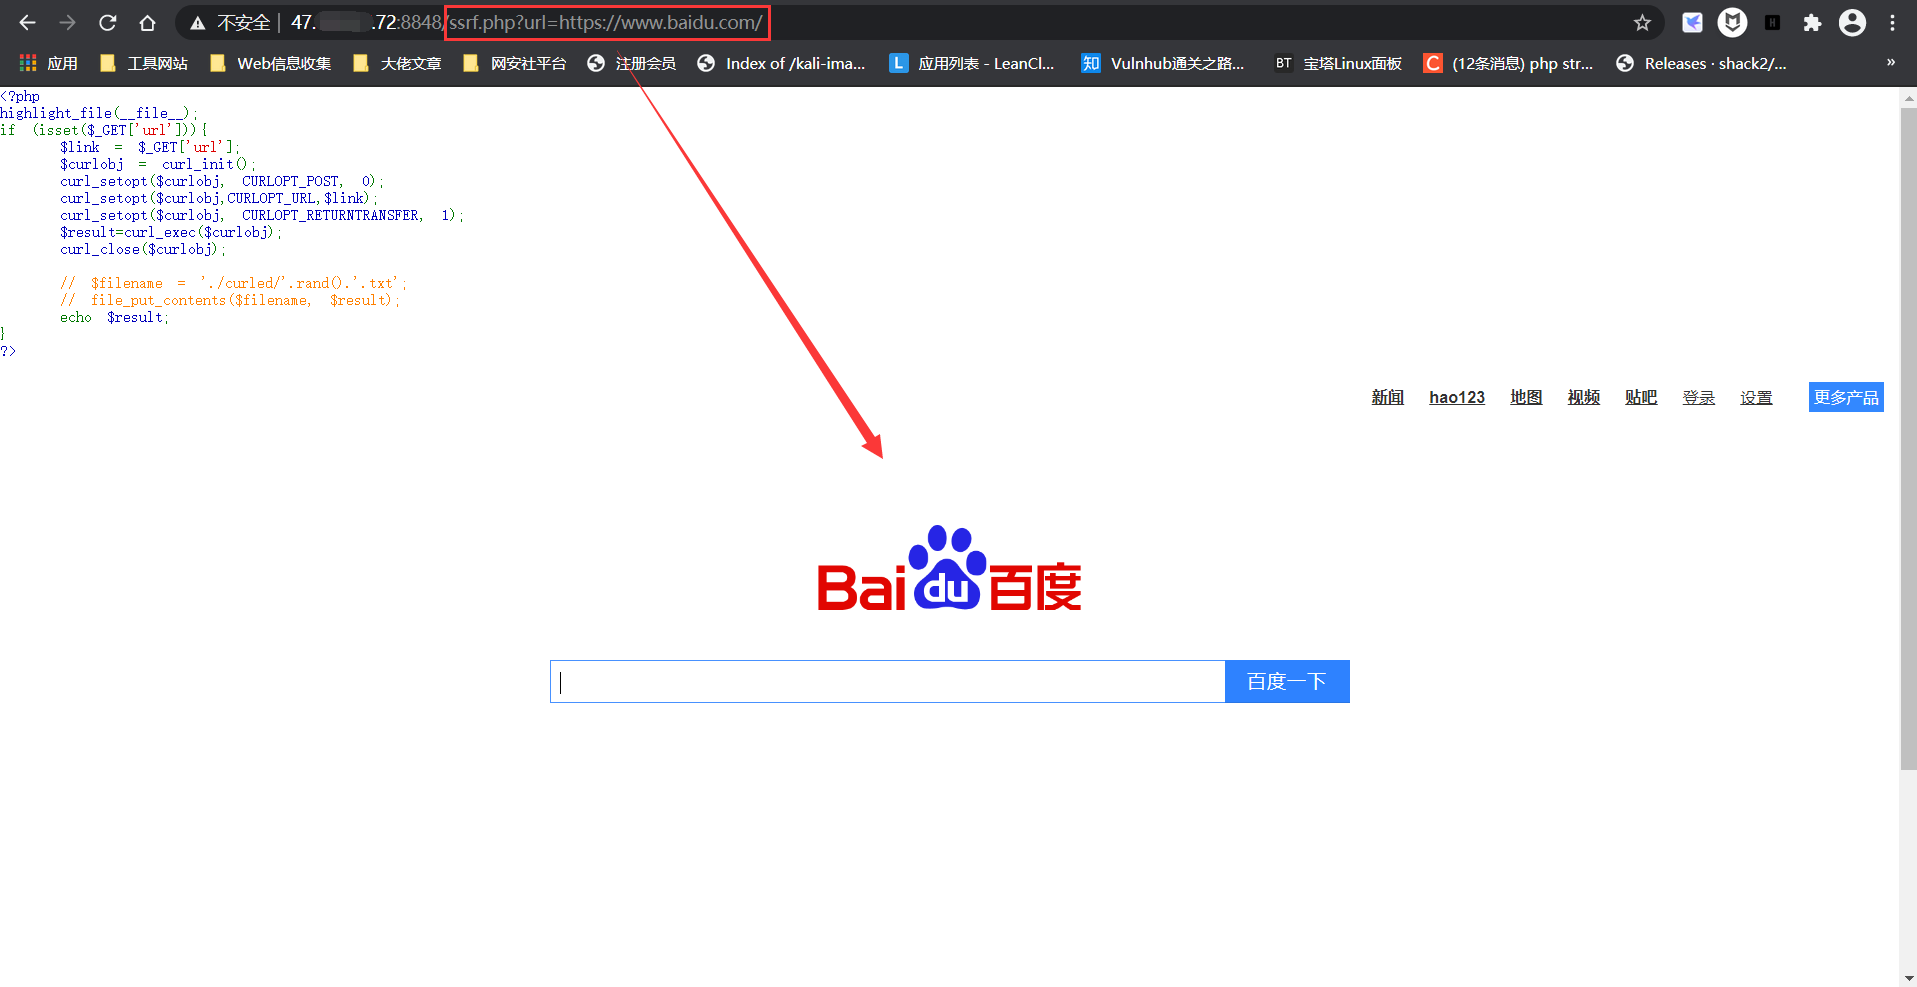 不安全 | 47. .72:8848/ssrf.php?url=https://www.baidu.com/
应用 工具网站 Web信息收集 大佬文章 网安社平台 注册会员 Index of /kali-ima... L 应用列表 - LeanCl... 知 Vulnhub通关之路... BT 宝塔Linux面板 C (12条消息) php str... Releases · shack2/... »
<?php
highlight_file(__file__);
if (isset($_GET['url'])){
$link = $_GET['url'];
$curlobj = curl_init();
curl_setopt($curlobj, CURLOPT_POST, 0);
curl_setopt($curlobj,CURLOPT_URL,$link);
curl_setopt($curlobj, CURLOPT_RETURNTRANSFER, 1);
$result=curl_exec($curlobj);
curl_close($curlobj);
// $filename = './curled/'.rand().'.txt';
// file_put_contents($filename, $result);
echo $result;
}
?>
新闻 hao123 地图 视频 贴吧 登录 设置 更多产品
Bai du 百度
百度一下